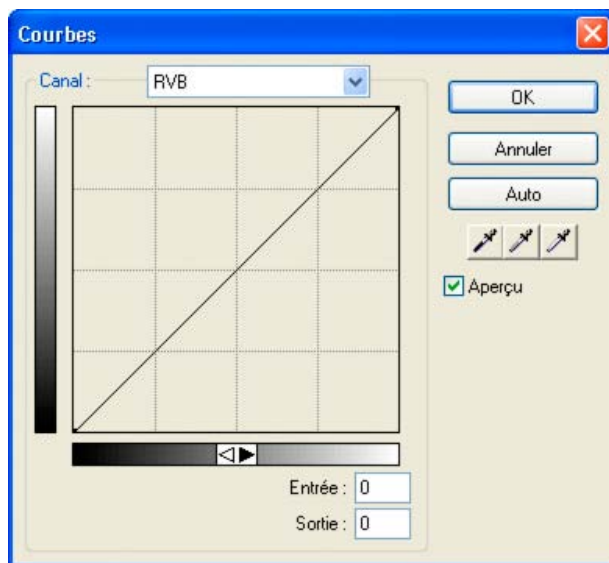 Courbes
Canal :
RVB
OK
Annuler
Auto
Aperçu
Entrée : 0
Sortie : 0